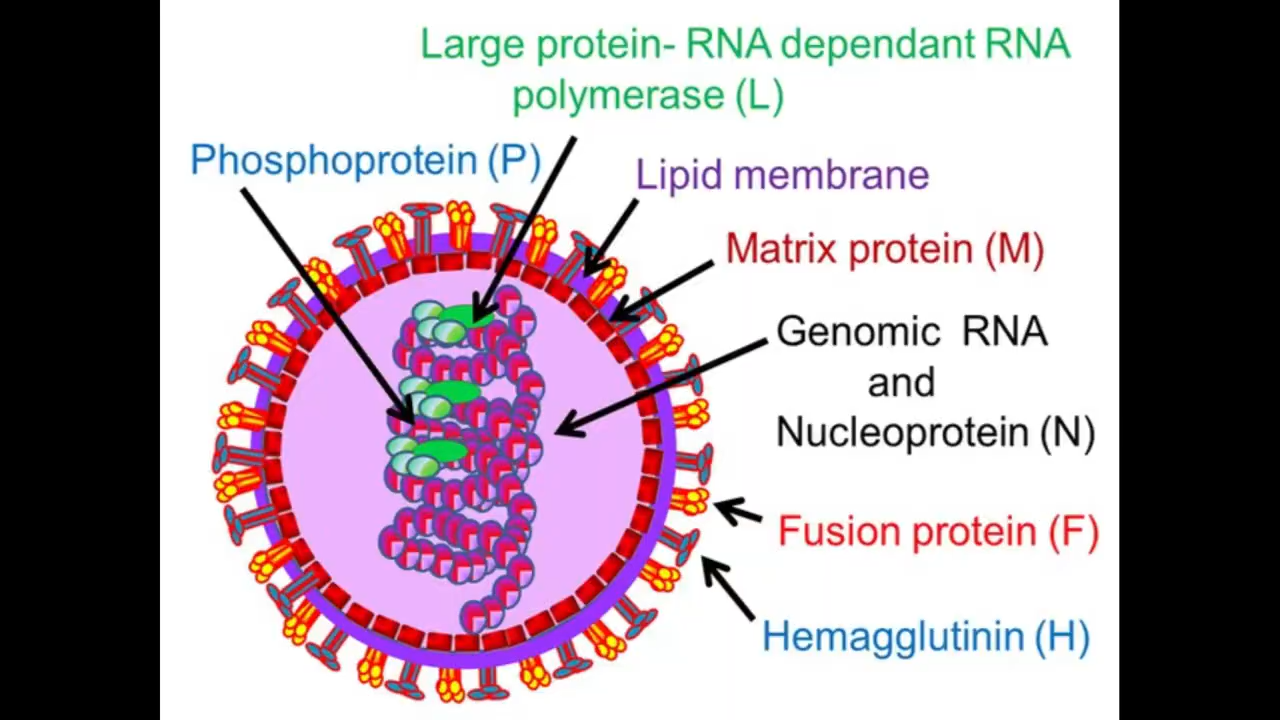 Large protein- RNA dependant RNA
polymerase (L)
Phosphoprotein (P)
Lipid membrane
Matrix protein (M)
Genomic RNA
and
Nucleoprotein (N)
Fusion protein (F)
Hemagglutinin (H)